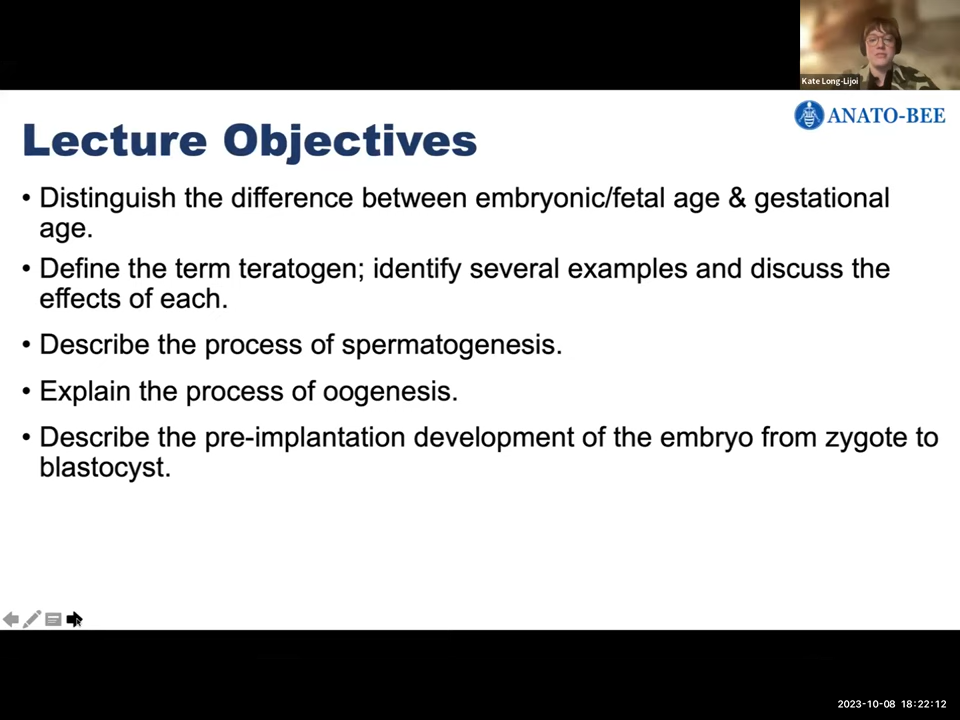 Kate Long-Lijoi
ANATO-BEE
Lecture Objectives
• Distinguish the difference between embryonic/fetal age & gestational
age.
• Define the term teratogen; identify several examples and discuss the
effects of each.
• Describe the process of spermatogenesis.
• Explain the process of oogenesis.
• Describe the pre-implantation development of the embryo from zygote to
blastocyst.
2023-10-08 18:22:12